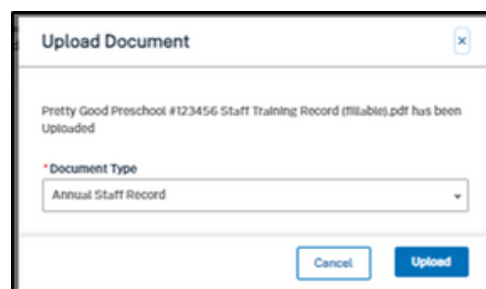 Upload Document
Pretty Good Preschool #123456 Staff Training Record (fillable).pdf has been
Uploaded
*Document Type
Annual Staff Record
Cancel
Upload